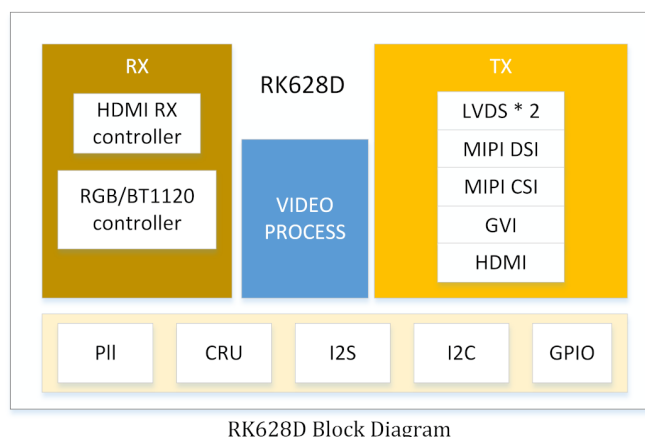 RX
HDMI RX
controller
RGB/BT1120
controller
RK628D
VIDEO
PROCESS
TX
LVDS * 2
MIPI DSI
MIPI CSI
GVI
HDMI
Pll
CRU
I2S
I2C
GPIO
RK628D Block Diagram